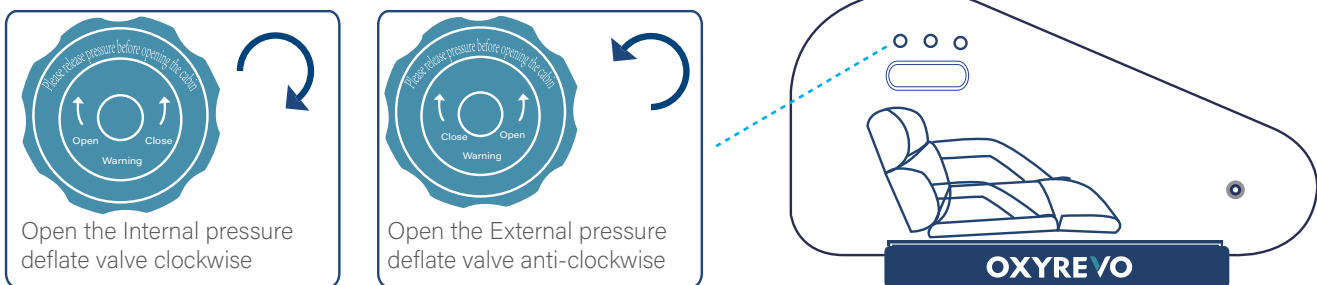 Please release pressure before opening the cabin
Open
Close
Warning
Open the Internal pressure
deflate valve clockwise
Please release pressure before opening the cabin
Close
Open
Warning
Open the External pressure
deflate valve anti-clockwise
OXYREVO